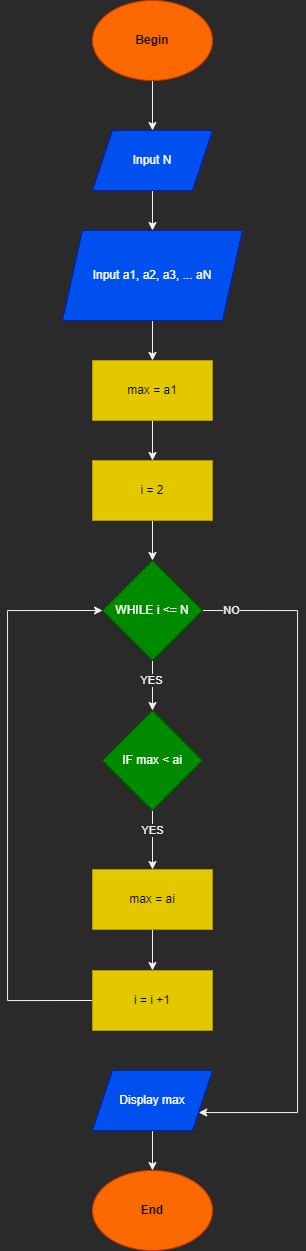 Begin
Input N
Input a1, a2, a3, ... aN
max = a1
i = 2
WHILE i <= N
NO
YES
IF max < ai
YES
max = ai
i = i +1
Display max
End